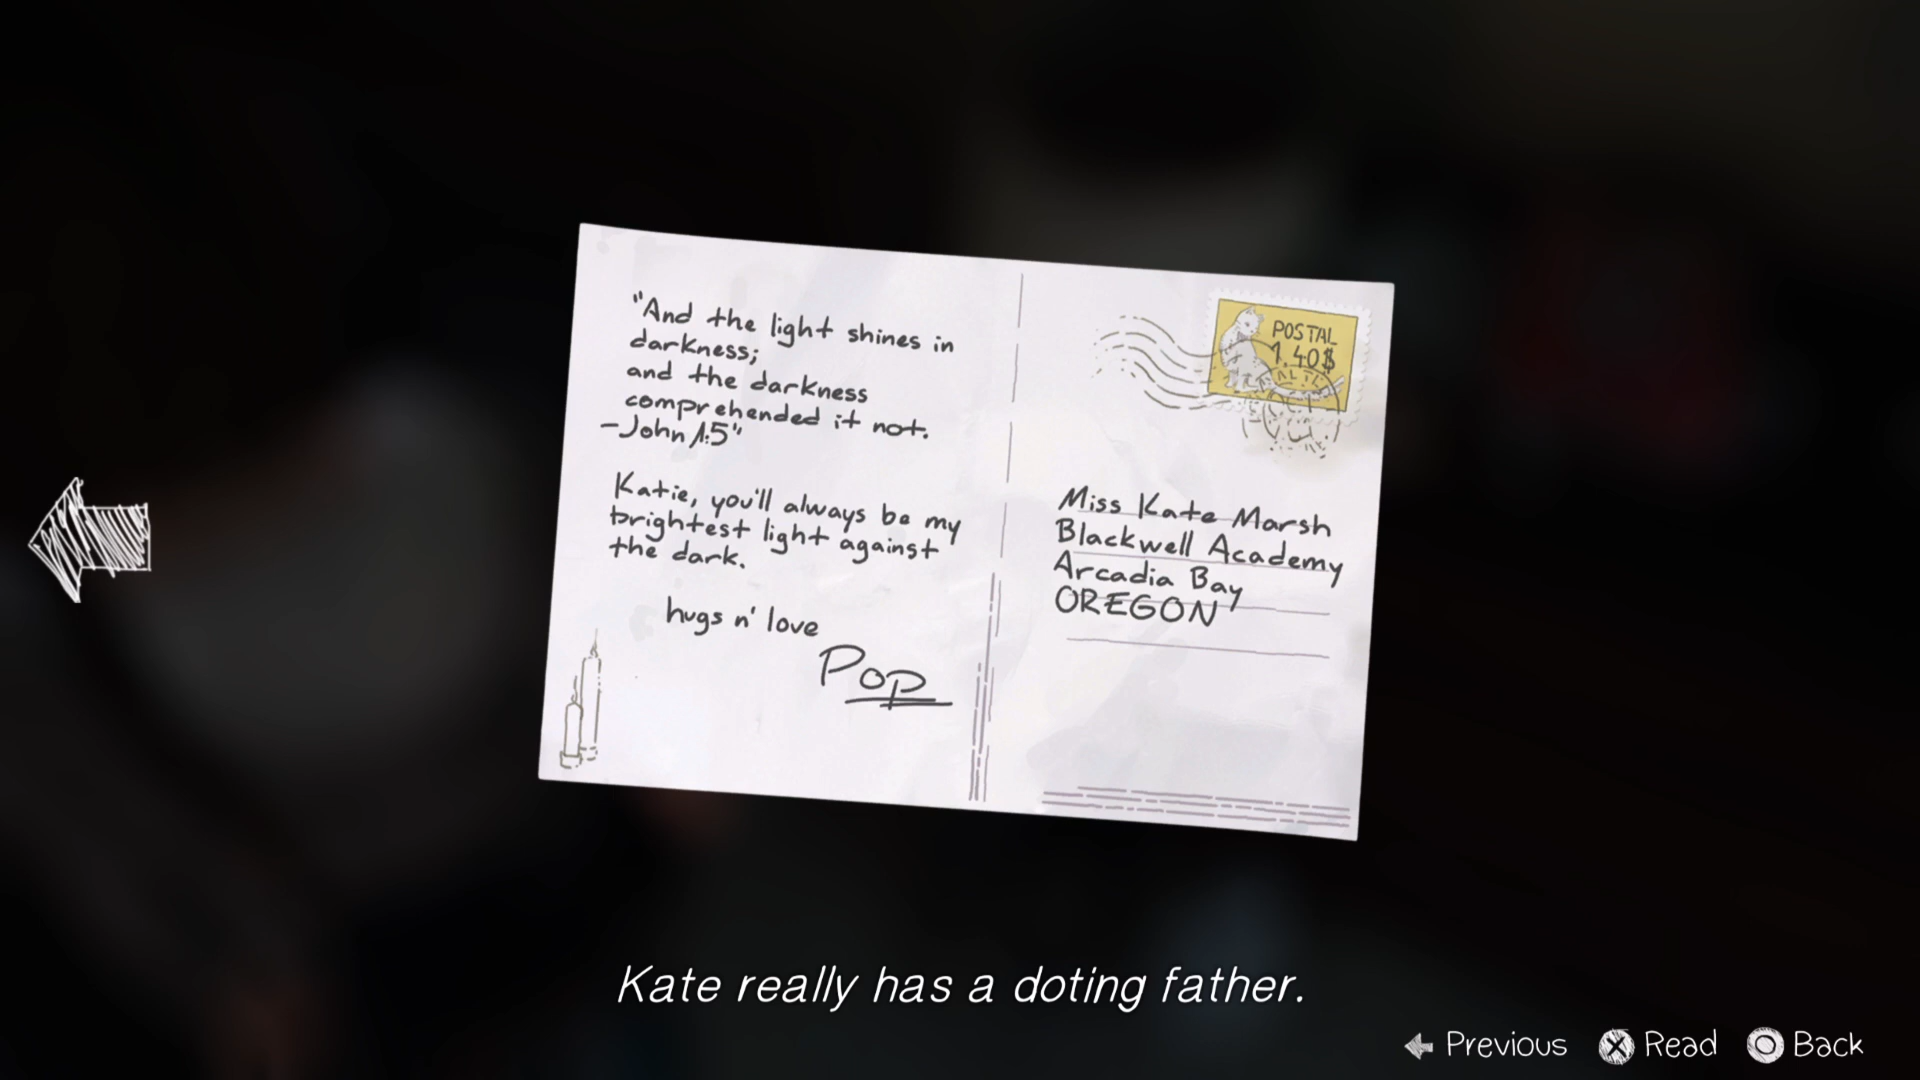 "And the light shines in
darkness;
and the darkness
comprehended it not.
-John 1:5"
Katie, you'll always be my
brightest light against
the dark.
hugs n' love
Pop
POSTAL
1.40$
Miss Kate Marsh
Blackwell Academy
Arcadia Bay
OREGON
Kate really has a doting father.
Previous
Read
Back